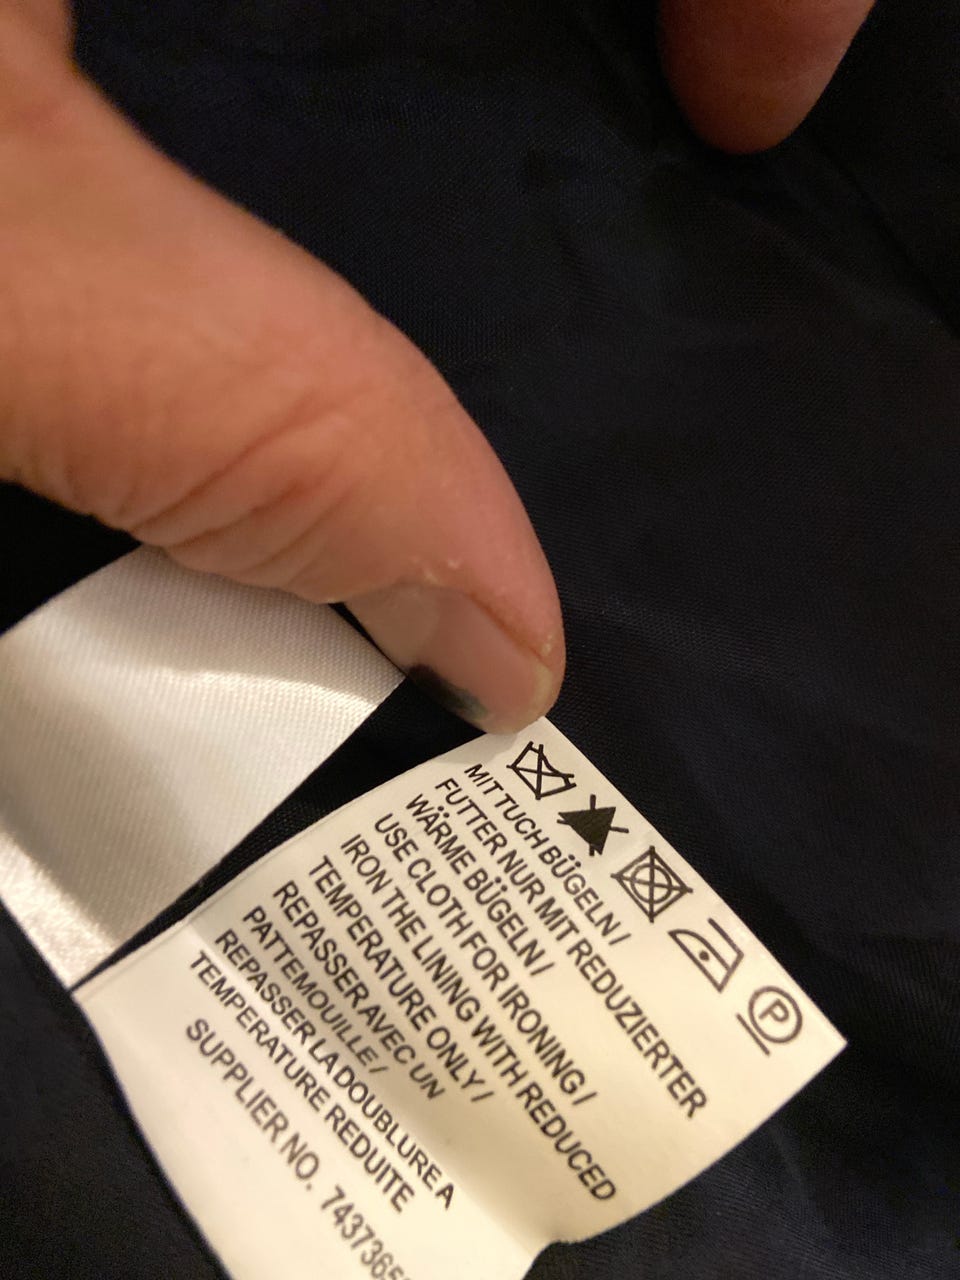 P
MIT TUCH BÜGELN /
FUTTER NUR MIT REDUZIERTER
WÄRME BÜGELN /
USE CLOTH FOR IRONING /
IRON THE LINING WITH REDUCED
TEMPERATURE ONLY /
REPASSER AVEC UN
PATTEMOUILLE /
REPASSER LA DOUBLURE A
TEMPERATURE REDUITE
SUPPLIER NO.